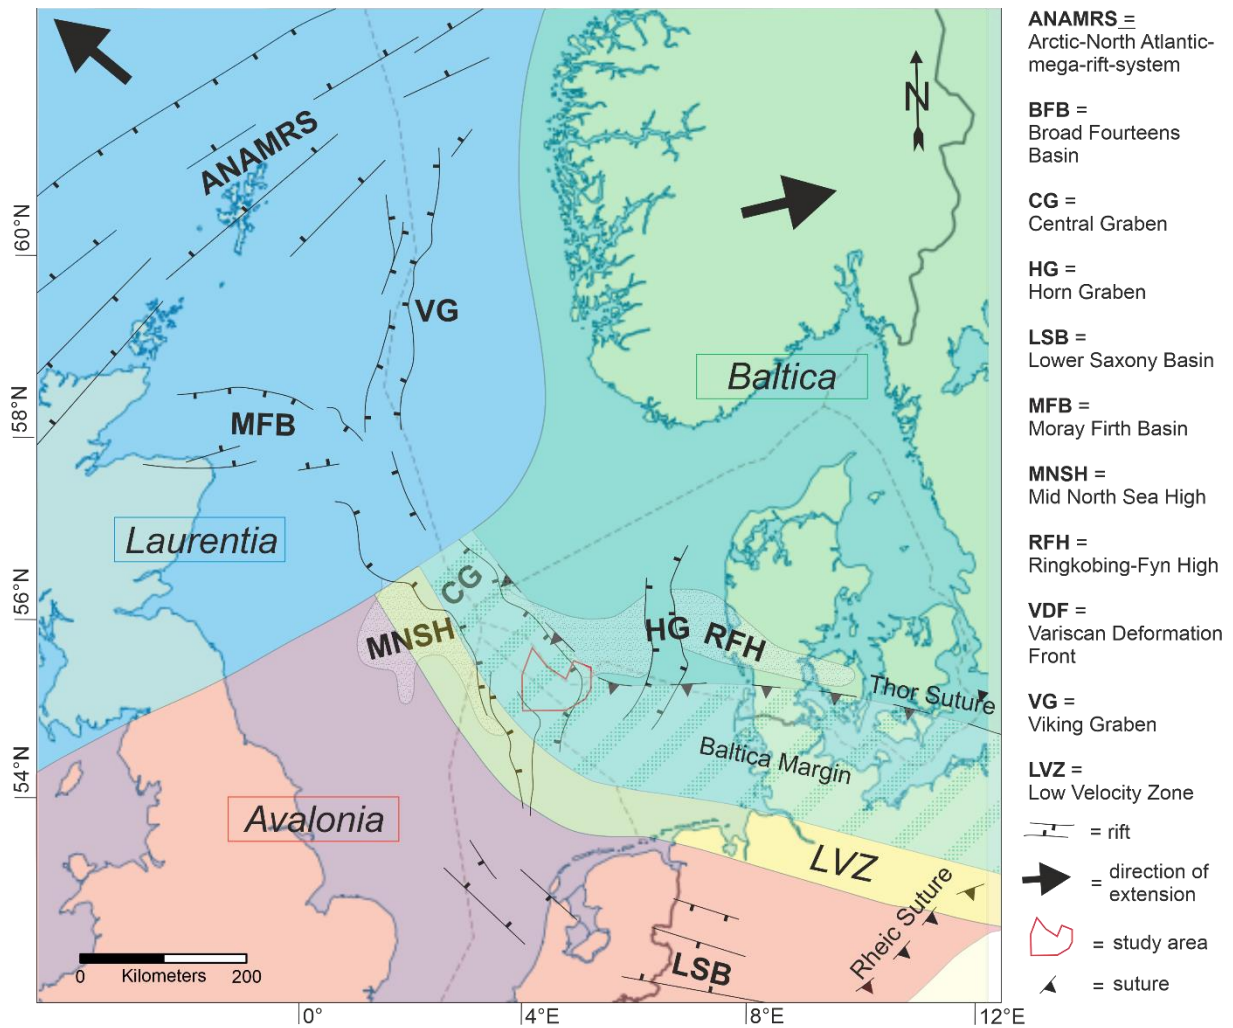 ANAMRS
N
VG
Baltica
MFB
Laurentia
CG
MNSH
HG
RFH
Thor Suture
Baltica Margin
Avalonia
LVZ
Rheic Suture
LSB
0
Kilometers
200
60°N
58°N
56°N
54°N
0°
4°E
8°E
12°E
ANAMRS =
Arctic-North Atlantic-
mega-rift-system
BFB =
Broad Fourteens
Basin
CG =
Central Graben
HG =
Horn Graben
LSB =
Lower Saxony Basin
MFB =
Moray Firth Basin
MNSH =
Mid North Sea High
RFH =
Ringkobing-Fyn High
VDF =
Variscan Deformation
Front
VG =
Viking Graben
LVZ =
Low Velocity Zone
= rift
= direction of
extension
= study area
= suture